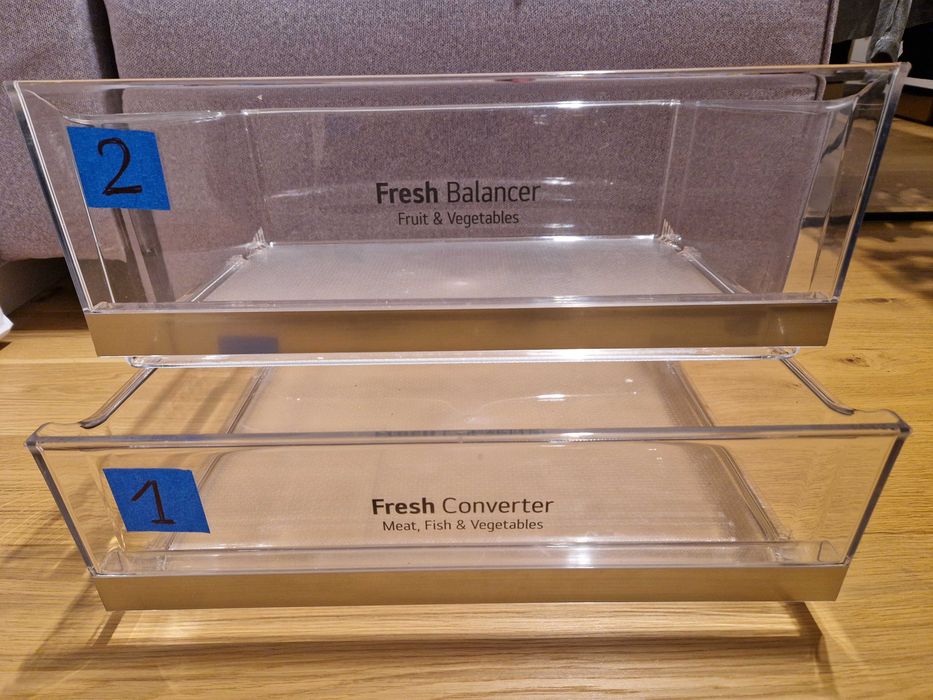 2
Fresh Balancer
Fruit & Vegetables
1
Fresh Converter
Meat, Fish & Vegetables